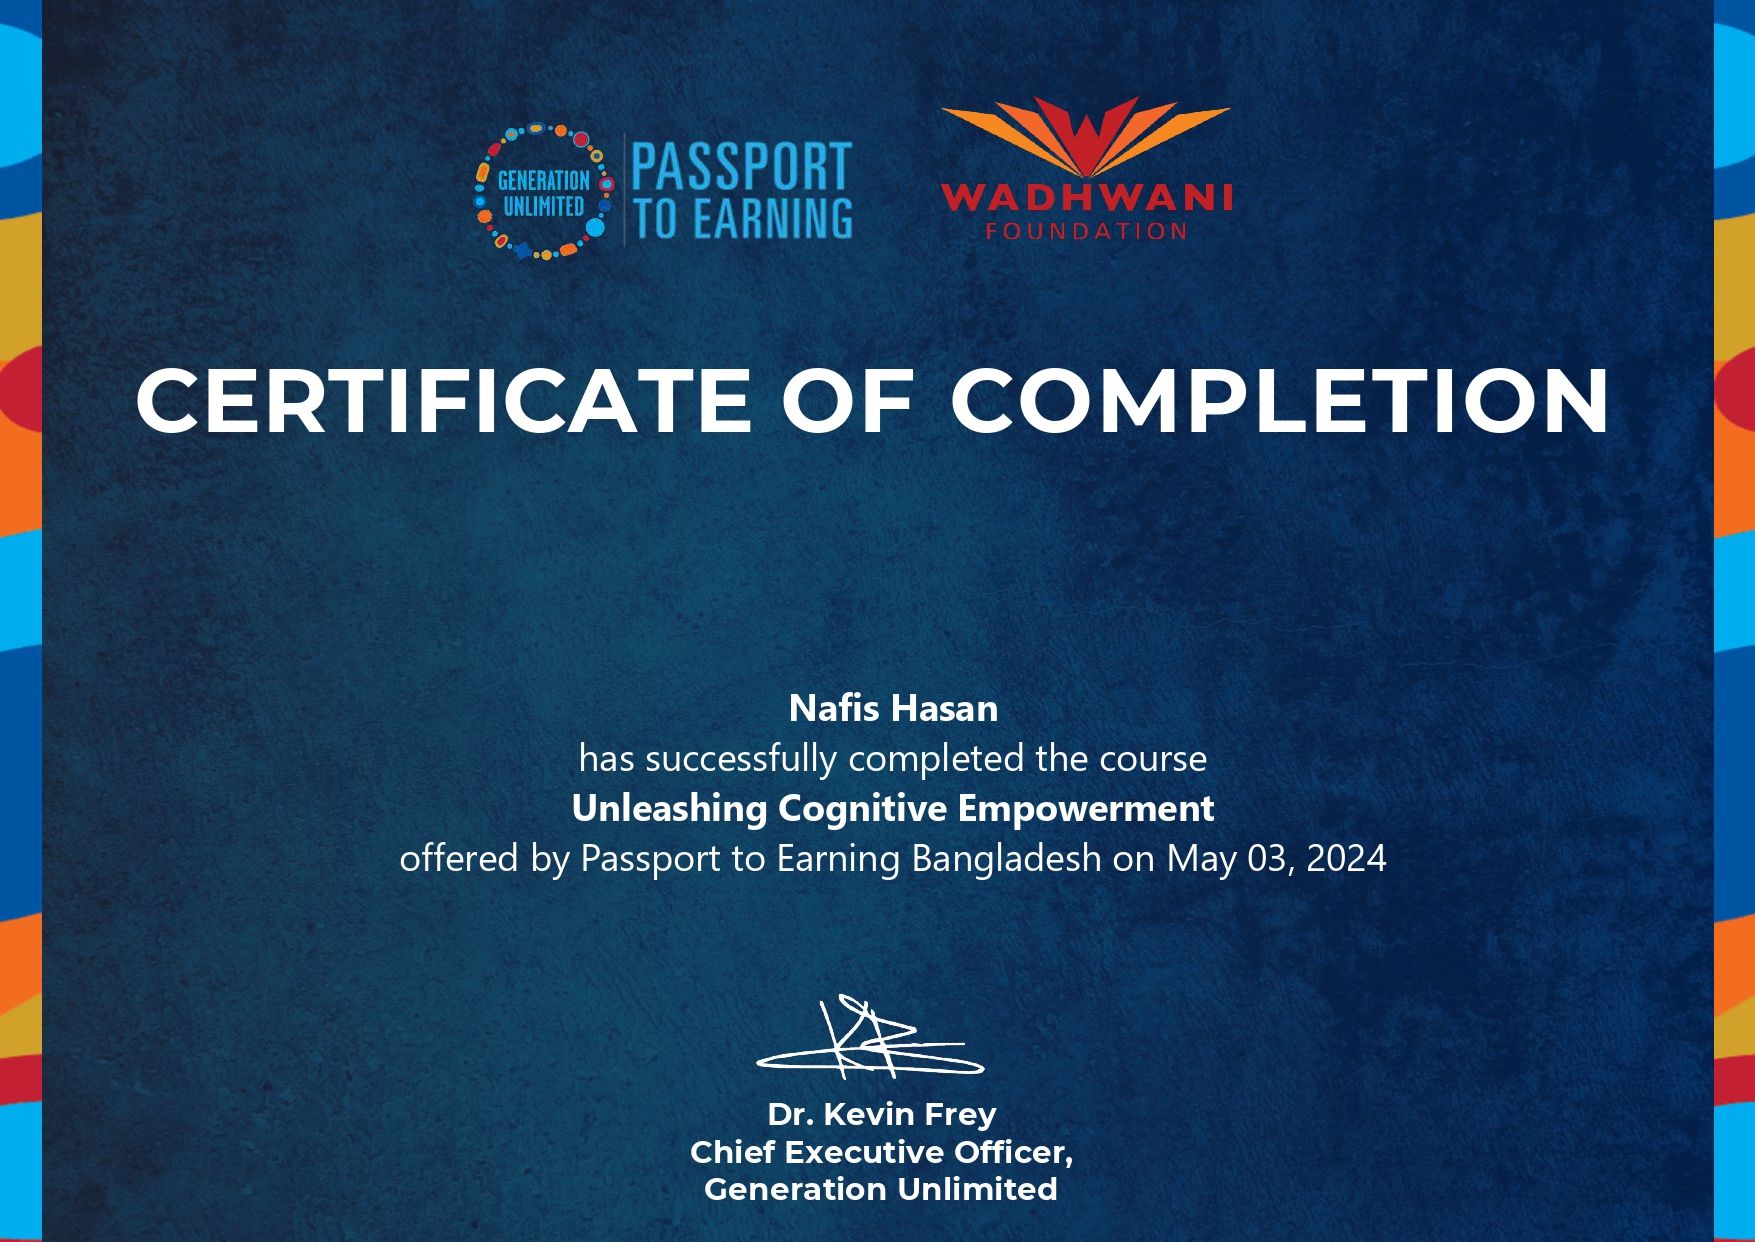 GENERATION
UNLIMITED
PASSPORT
TO EARNING
WADHWANI
FOUNDATION
CERTIFICATE OF COMPLETION
Nafis Hasan
has successfully completed the course
Unleashing Cognitive Empowerment
offered by Passport to Earning Bangladesh on May 03, 2024
Dr. Kevin Frey
Chief Executive Officer,
Generation Unlimited